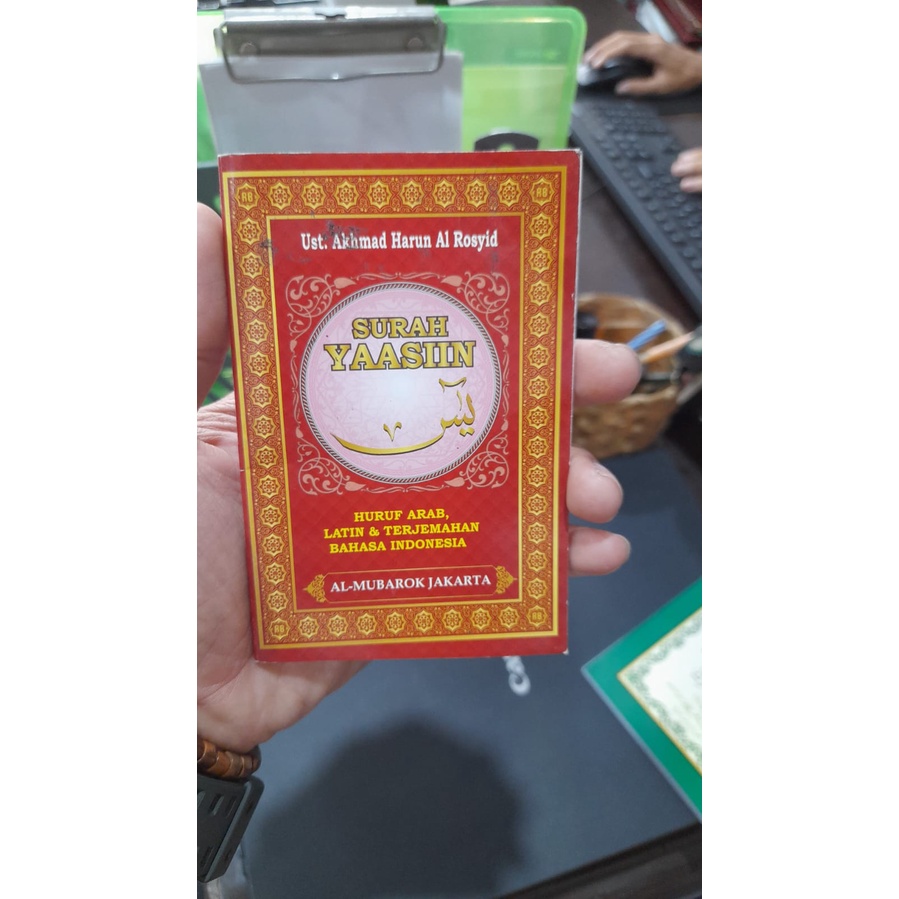 Ust. Akhmad Harun Al Rosyid
SURAH
YAASIIN
يس
HURUF ARAB,
LATIN & TERJEMAHAN
BAHASA INDONESIA
AL-MUBAROK JAKARTA